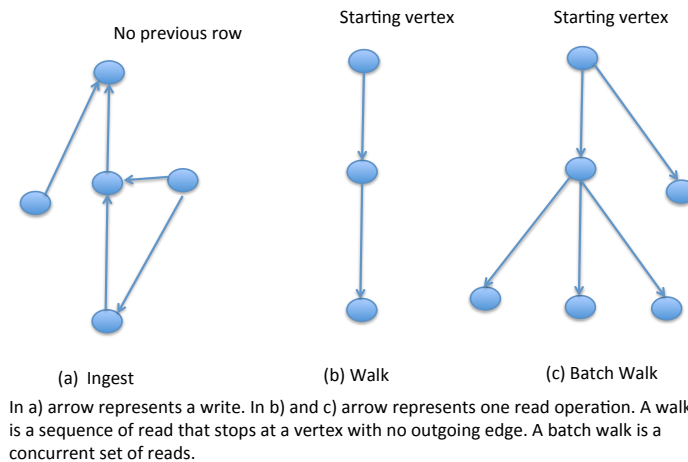 No previous row
Starting vertex
Starting vertex
(a) Ingest
(b) Walk
(c) Batch Walk
In a) arrow represents a write. In b) and c) arrow represents one read operation. A walk
is a sequence of read that stops at a vertex with no outgoing edge. A batch walk is a
concurrent set of reads.